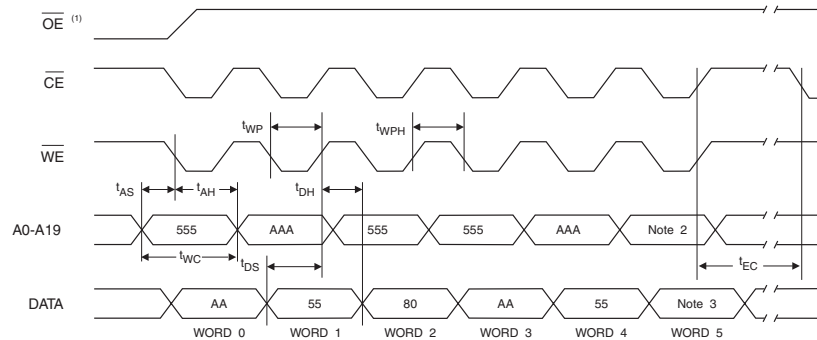 OE (1)
CE
tWP
tWPH
WE
tAS
tAH
tDH
A0-A19
555
AAA
555
555
AAA
Note 2
tWC
tDS
tEC
DATA
AA
55
80
AA
55
Note 3
WORD 0
WORD 1
WORD 2
WORD 3
WORD 4
WORD 5